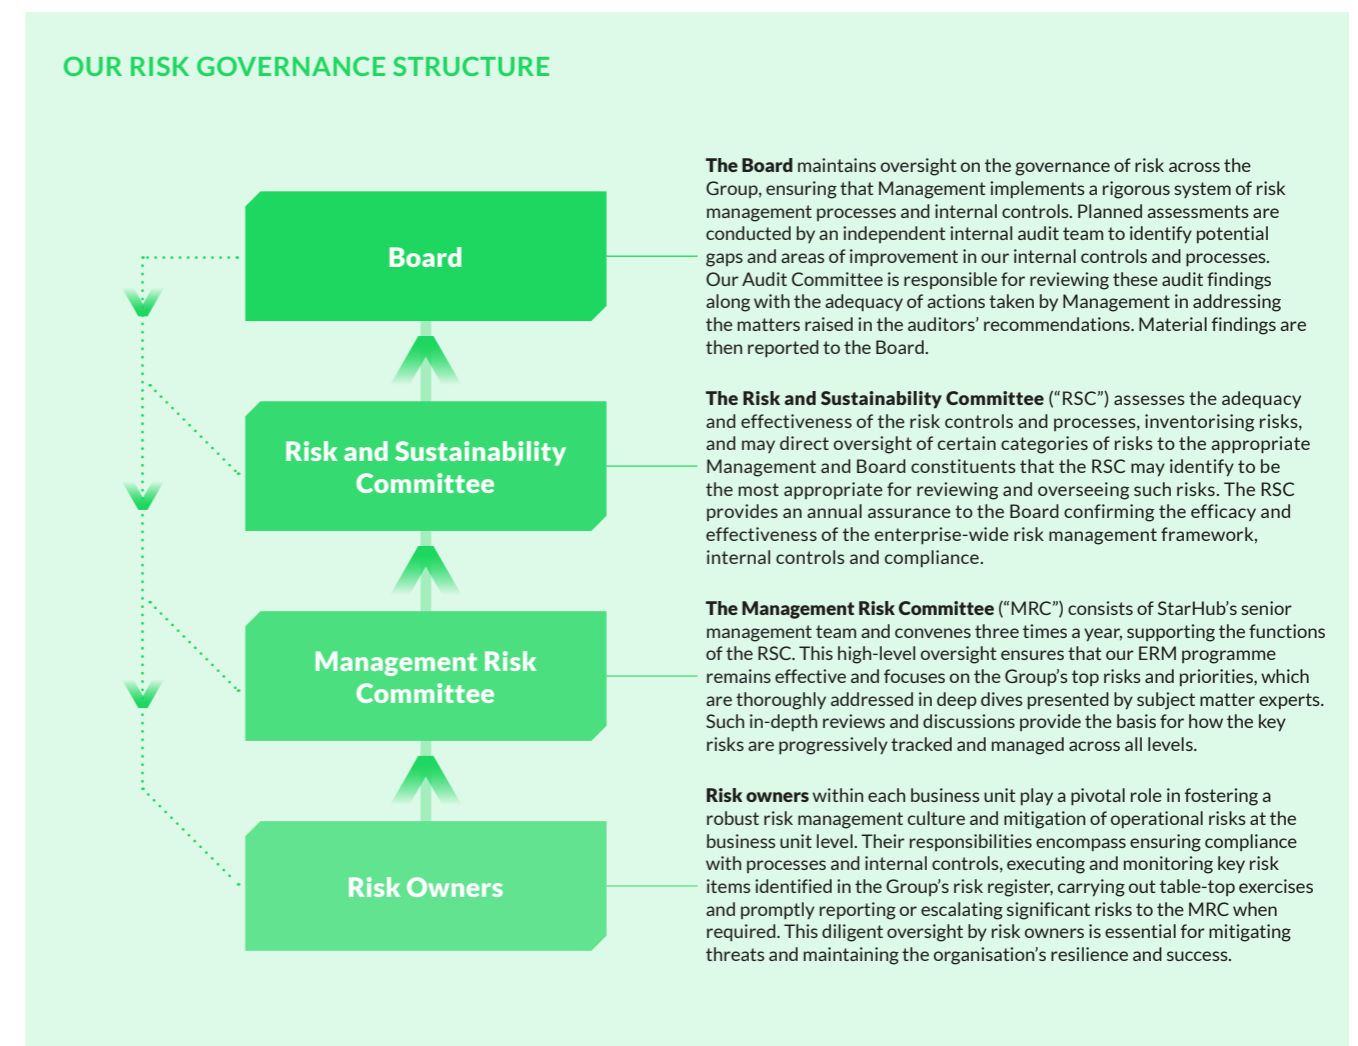 OUR RISK GOVERNANCE STRUCTURE
Board
The Board maintains oversight on the governance of risk across the
Group, ensuring that Management implements a rigorous system of risk
management processes and internal controls. Planned assessments are
conducted by an independent internal audit team to identify potential
gaps and areas of improvement in our internal controls and processes.
Our Audit Committee is responsible for reviewing these audit findings
along with the adequacy of actions taken by Management in addressing
the matters raised in the auditors’ recommendations. Material findings are
then reported to the Board.
Risk and Sustainability
Committee
The Risk and Sustainability Committee (“RSC”) assesses the adequacy
and effectiveness of the risk controls and processes, inventorising risks,
and may direct oversight of certain categories of risks to the appropriate
Management and Board constituents that the RSC may identify to be
the most appropriate for reviewing and overseeing such risks. The RSC
provides an annual assurance to the Board confirming the efficacy and
effectiveness of the enterprise-wide risk management framework,
internal controls and compliance.
Management Risk
Committee
The Management Risk Committee (“MRC”) consists of StarHub’s senior
management team and convenes three times a year, supporting the functions
of the RSC. This high-level oversight ensures that our ERM programme
remains effective and focuses on the Group’s top risks and priorities, which
are thoroughly addressed in deep dives presented by subject matter experts.
Such in-depth reviews and discussions provide the basis for how the key
risks are progressively tracked and managed across all levels.
Risk Owners
Risk owners within each business unit play a pivotal role in fostering a
robust risk management culture and mitigation of operational risks at the
business unit level. Their responsibilities encompass ensuring compliance
with processes and internal controls, executing and monitoring key risk
items identified in the Group’s risk register, carrying out table-top exercises
and promptly reporting or escalating significant risks to the MRC when
required. This diligent oversight by risk owners is essential for mitigating
threats and maintaining the organisation’s resilience and success.